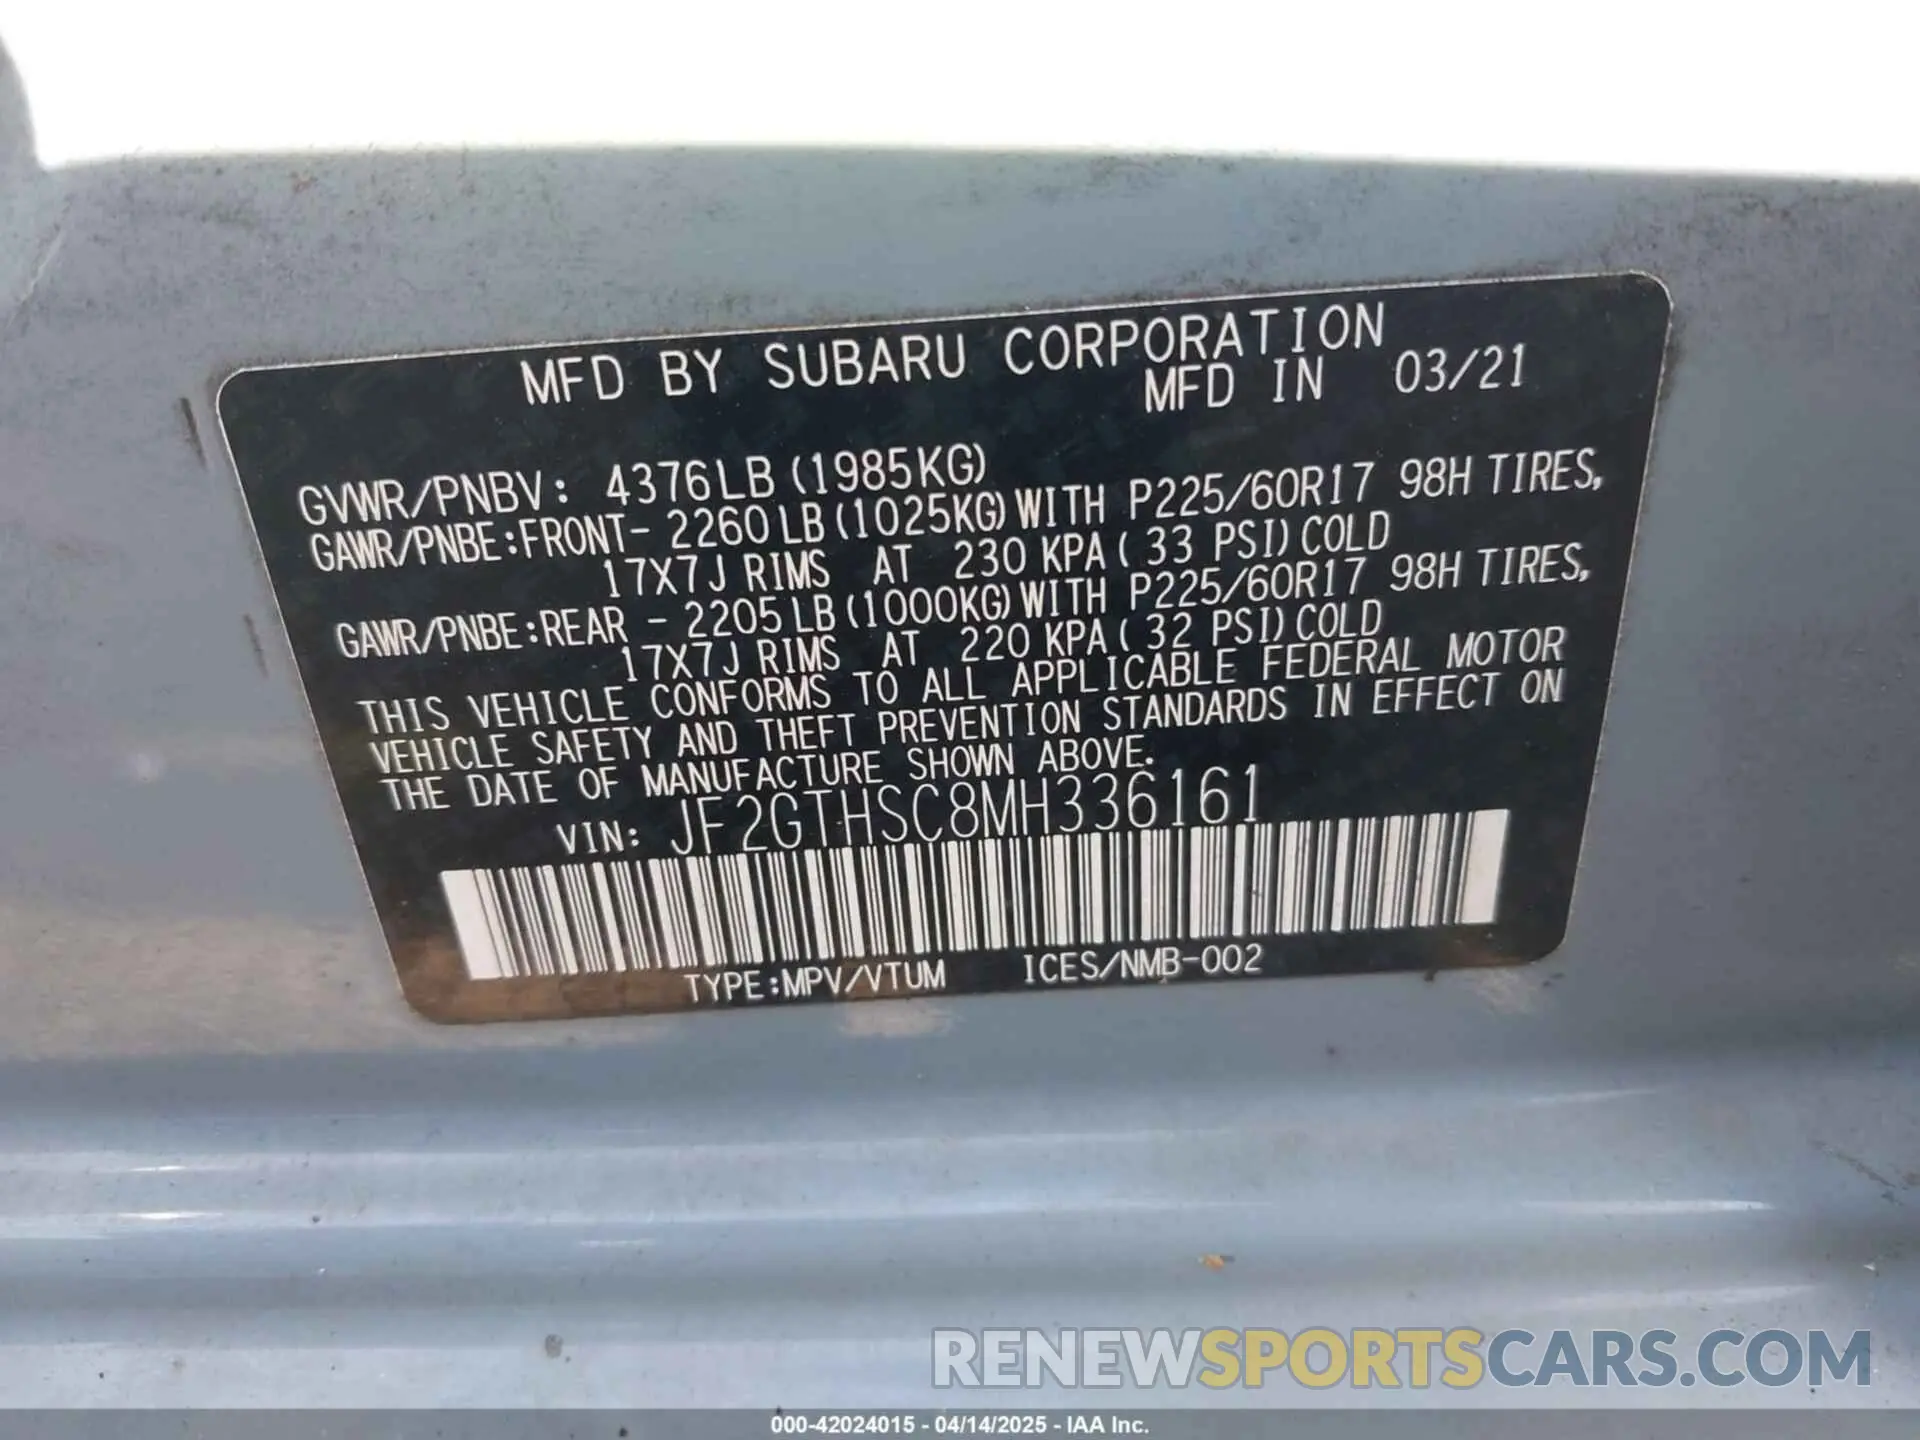 MFD BY SUBARU CORPORATION
MFD IN 03/21
GVWR/PNBV: 4376LB (1985KG)
GAWR/PNBE:FRONT- 2260LB (1025KG) WITH P225/60R17 98H TIRES,
17X7J RIMS AT 230 KPA ( 33 PSI) COLD
GAWR/PNBE:REAR - 2205LB (1000KG) WITH P225/60R17 98H TIRES,
17X7J RIMS AT 220 KPA ( 32 PSI) COLD
THIS VEHICLE CONFORMS TO ALL APPLICABLE FEDERAL MOTOR
VEHICLE SAFETY AND THEFT PREVENTION STANDARDS IN EFFECT ON
THE DATE OF MANUFACTURE SHOWN ABOVE.
VIN: JF2GTHSC8MH336161
TYPE:MPV/VTUM ICES/NMB-002
RENEWSPORTSCARS.COM
000-42024015 - 04/14/2025 - IAA Inc.